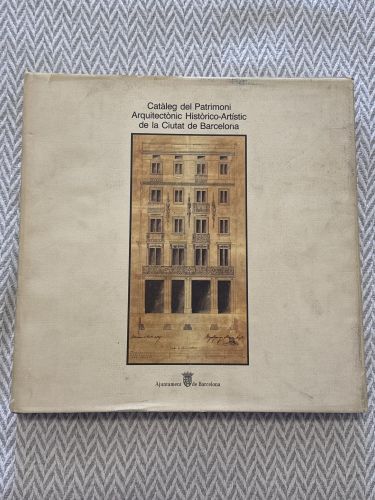 Catàleg del Patrimoni
Arquitectònic Històrico-Artístic
de la Ciutat de Barcelona
Ajuntament de Barcelona